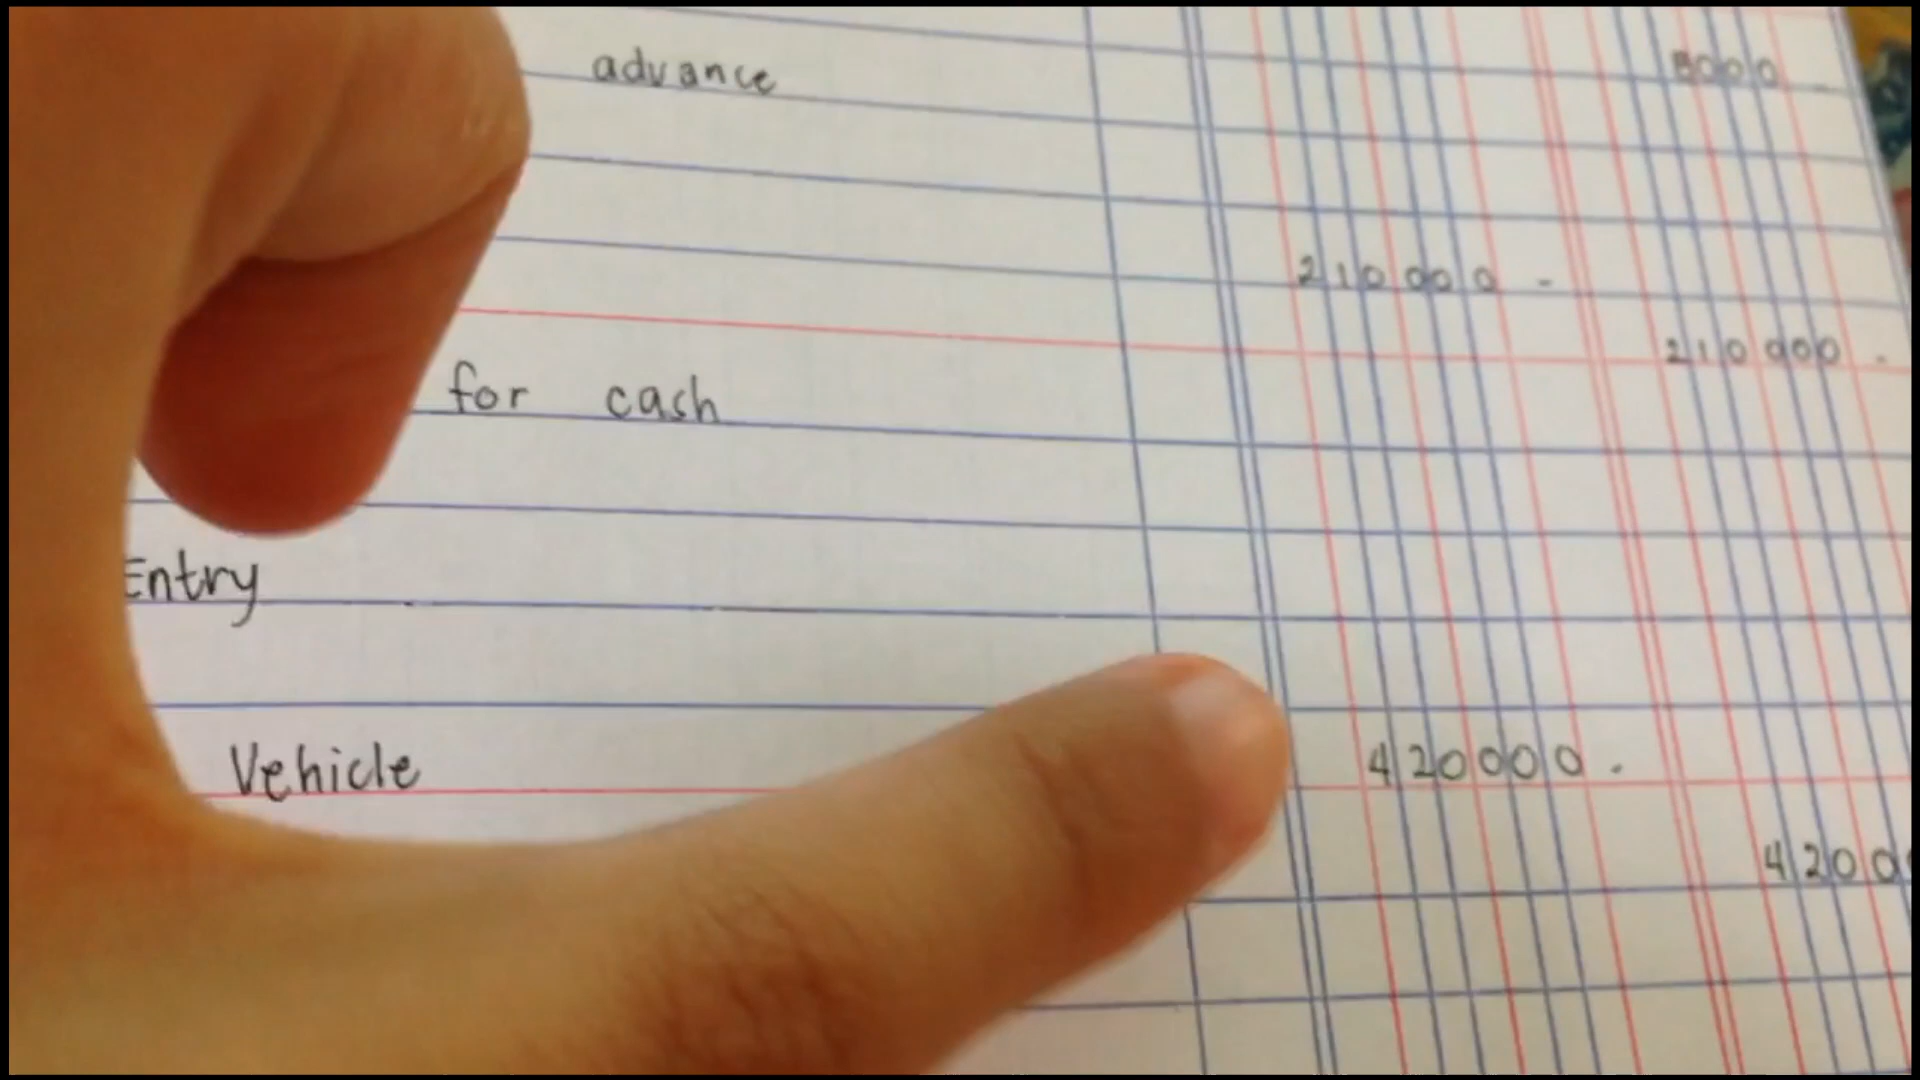 advance 8000 -
210000 -
210000 -
for cash
Entry
Vehicle 420000 -
4200